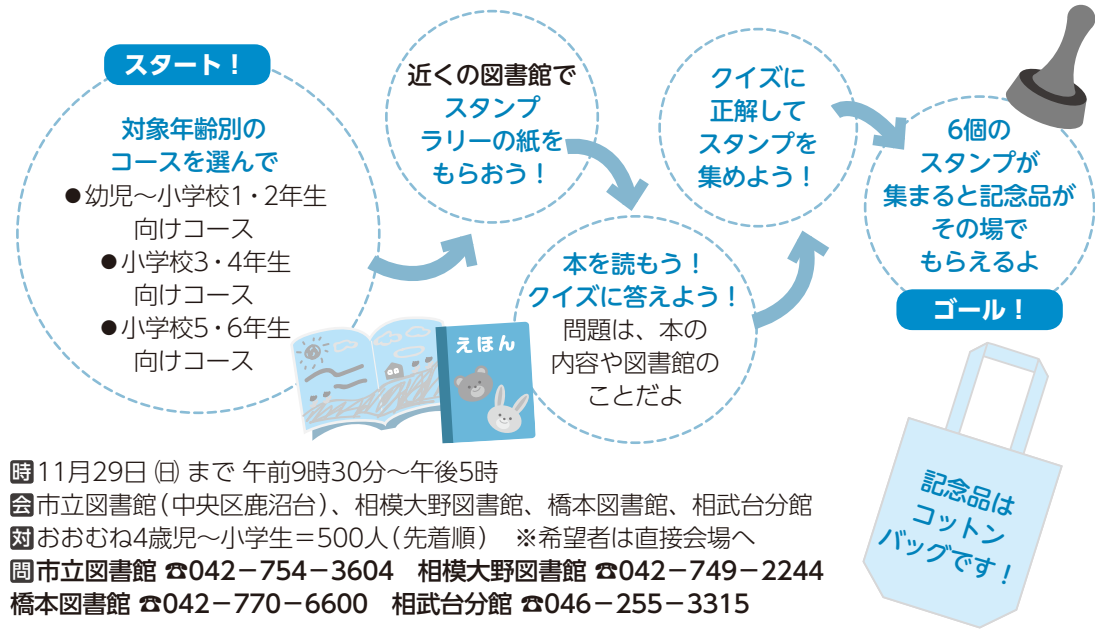 スタート！
対象年齢別の
コースを選んで
●幼児～小学校1・2年生
向けコース
●小学校3・4年生
向けコース
●小学校5・6年生
向けコース
近くの図書館で
スタンプ
ラリーの紙を
もらおう！
えほん
本を読もう！
クイズに答えよう！
問題は、本の
内容や図書館の
ことだよ
クイズに
正解して
スタンプを
集めよう！
6個の
スタンプが
集まると記念品が
その場で
もらえるよ
ゴール！
記念品は
コットン
バッグです！
時11月29日㈰まで 午前9時30分～午後5時
会市立図書館（中央区鹿沼台）、相模大野図書館、橋本図書館、相武台分館
対おおむね4歳児～小学生＝500人（先着順）　※希望者は直接会場へ
問市立図書館 ☎042－754－3604　相模大野図書館 ☎042－749－2244
橋本図書館 ☎042－770－6600　相武台分館 ☎046－255－3315